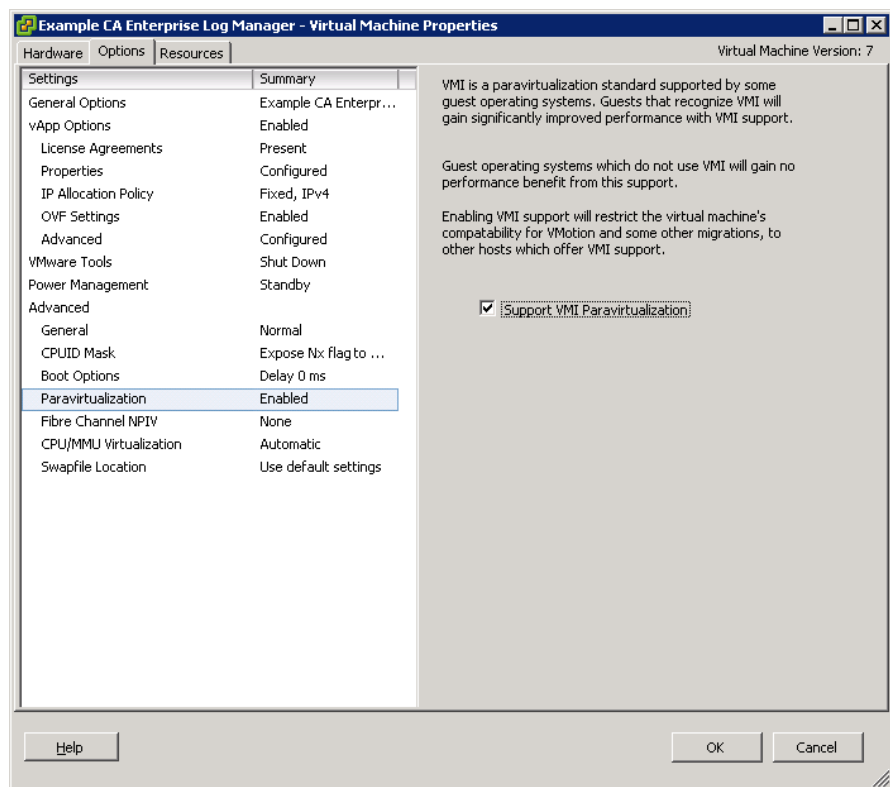 Example CA Enterprise Log Manager - Virtual Machine Properties
Hardware Options Resources Virtual Machine Version: 7
Settings Summary
General Options Example CA Enterpr...
vApp Options Enabled
License Agreements Present
Properties Configured
IP Allocation Policy Fixed, IPv4
OVF Settings Enabled
Advanced Configured
VMware Tools Shut Down
Power Management Standby
Advanced
General Normal
CPUID Mask Expose Nx flag to ...
Boot Options Delay 0 ms
Paravirtualization Enabled
Fibre Channel NPIV None
CPU/MMU Virtualization Automatic
Swapfile Location Use default settings
VMI is a paravirtualization standard supported by some
guest operating systems. Guests that recognize VMI will
gain significantly improved performance with VMI support.
Guest operating systems which do not use VMI will gain no
performance benefit from this support.
Enabling VMI support will restrict the virtual machine's
compatability for VMotion and some other migrations, to
other hosts which offer VMI support.
Support VMI Paravirtualization
Help OK Cancel